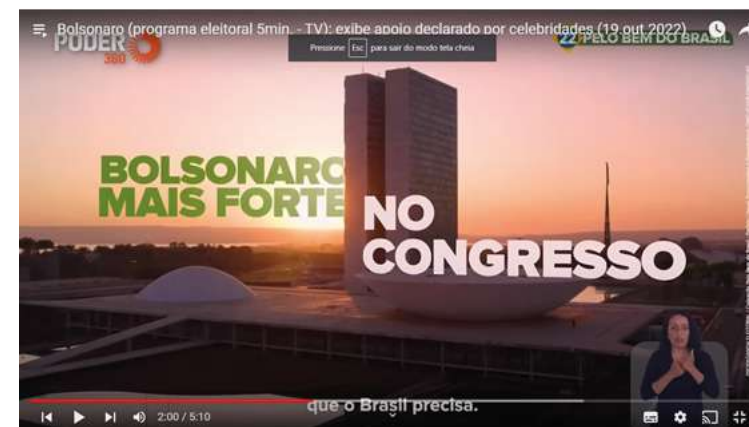 Bolsonaro (programa eleitoral 5min. - TV): exibe apoio declarado por celebridades (19 out 2022)
PODER
360
Pressione Esc para sair do modo tela cheia
22 PELO BEM DO BRASIL
BOLSONARO
MAIS FORTE
NO
CONGRESSO
que o Brasil precisa.
2:00 / 5:10